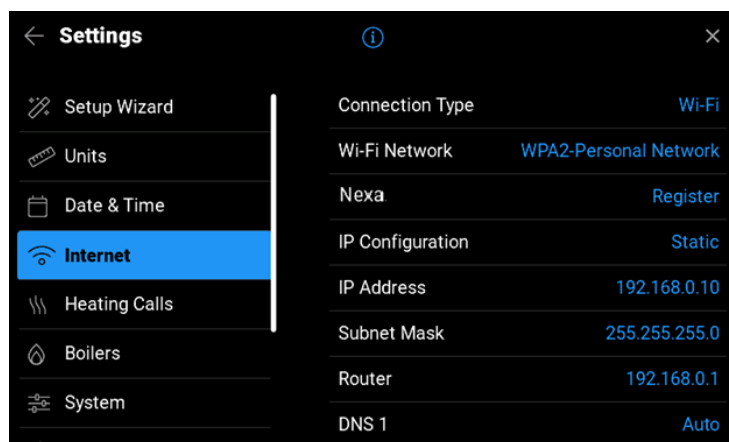 Settings
Setup Wizard
Units
Date & Time
Internet
Heating Calls
Boilers
System
Connection Type Wi-Fi
Wi-Fi Network WPA2-Personal Network
Nexa Register
IP Configuration Static
IP Address 192.168.0.10
Subnet Mask 255.255.255.0
Router 192.168.0.1
DNS 1 Auto